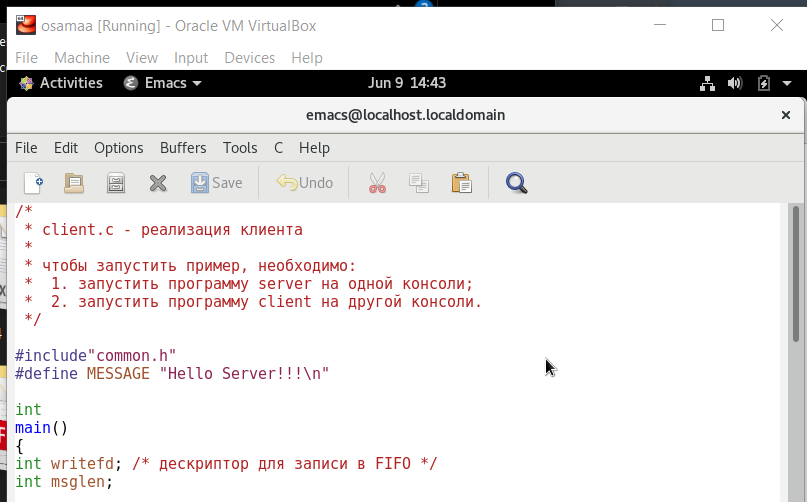 osamaa [Running] - Oracle VM VirtualBox
File Machine View Input Devices Help
Activities Emacs Jun 9 14:43
emacs@localhost.localdomain
File Edit Options Buffers Tools C Help
Save Undo
/*
 * client.c - реализация клиента
 *
 * чтобы запустить пример, необходимо:
 *  1. запустить программу server на одной консоли;
 *  2. запустить программу client на другой консоли.
 */
#include"common.h"
#define MESSAGE "Hello Server!!!\n"
int
main()
{
int writefd; /* дескриптор для записи в FIFO */
int msglen;